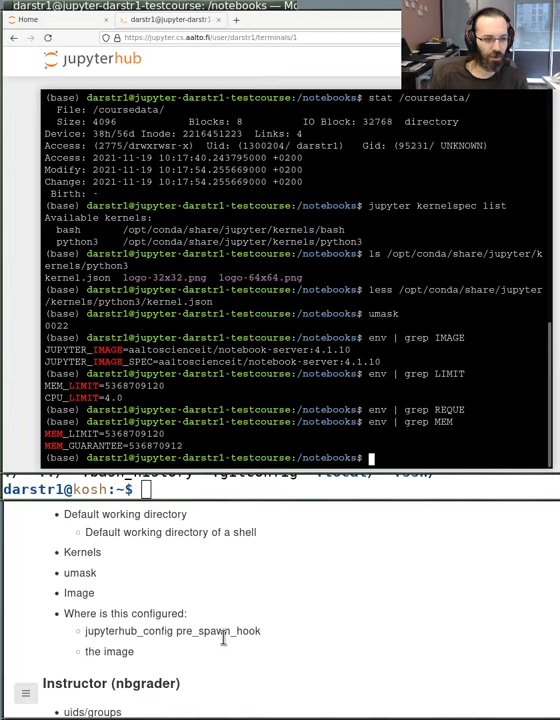 darstr1@jupyter-darstr1-testcourse: /notebooks — Mo
Home
darstr1@jupyter-darstr1
https://jupyter.cs.aalto.fi/user/darstr1/terminals/1
jupyterhub
(base) darstr1@jupyter-darstr1-testcourse:/notebooks$ stat /coursedata/
File: /coursedata/
Size: 4096 Blocks: 8 IO Block: 32768 directory
Device: 38h/56d Inode: 2216451223 Links: 4
Access: (2775/drwxrwsr-x) Uid: (1300204/ darstr1) Gid: (95231/ UNKNOWN)
Access: 2021-11-19 10:17:40.243795000 +0200
Modify: 2021-11-19 10:17:54.255669000 +0200
Change: 2021-11-19 10:17:54.255669000 +0200
Birth: -
(base) darstr1@jupyter-darstr1-testcourse:/notebooks$ jupyter kernelspec list
Available kernels:
bash /opt/conda/share/jupyter/kernels/bash
python3 /opt/conda/share/jupyter/kernels/python3
(base) darstr1@jupyter-darstr1-testcourse:/notebooks$ ls /opt/conda/share/jupyter/k
ernels/python3
kernel.json logo-32x32.png logo-64x64.png
(base) darstr1@jupyter-darstr1-testcourse:/notebooks$ less /opt/conda/share/jupyter
/kernels/python3/kernel.json
(base) darstr1@jupyter-darstr1-testcourse:/notebooks$ umask
0022
(base) darstr1@jupyter-darstr1-testcourse:/notebooks$ env | grep IMAGE
JUPYTER_IMAGE=aaltoscienceit/notebook-server:4.1.10
JUPYTER_IMAGE_SPEC=aaltoscienceit/notebook-server:4.1.10
(base) darstr1@jupyter-darstr1-testcourse:/notebooks$ env | grep LIMIT
MEM_LIMIT=5368709120
CPU_LIMIT=4.0
(base) darstr1@jupyter-darstr1-testcourse:/notebooks$ env | grep REQUE
(base) darstr1@jupyter-darstr1-testcourse:/notebooks$ env | grep MEM
MEM_LIMIT=5368709120
MEM_GUARANTEE=536870912
(base) darstr1@jupyter-darstr1-testcourse:/notebooks$
darstr1@kosh:~$
• Default working directory
◦ Default working directory of a shell
• Kernels
• umask
• Image
• Where is this configured:
◦ jupyterhub_config pre_spawn_hook
◦ the image
Instructor (nbgrader)
• uids/groups